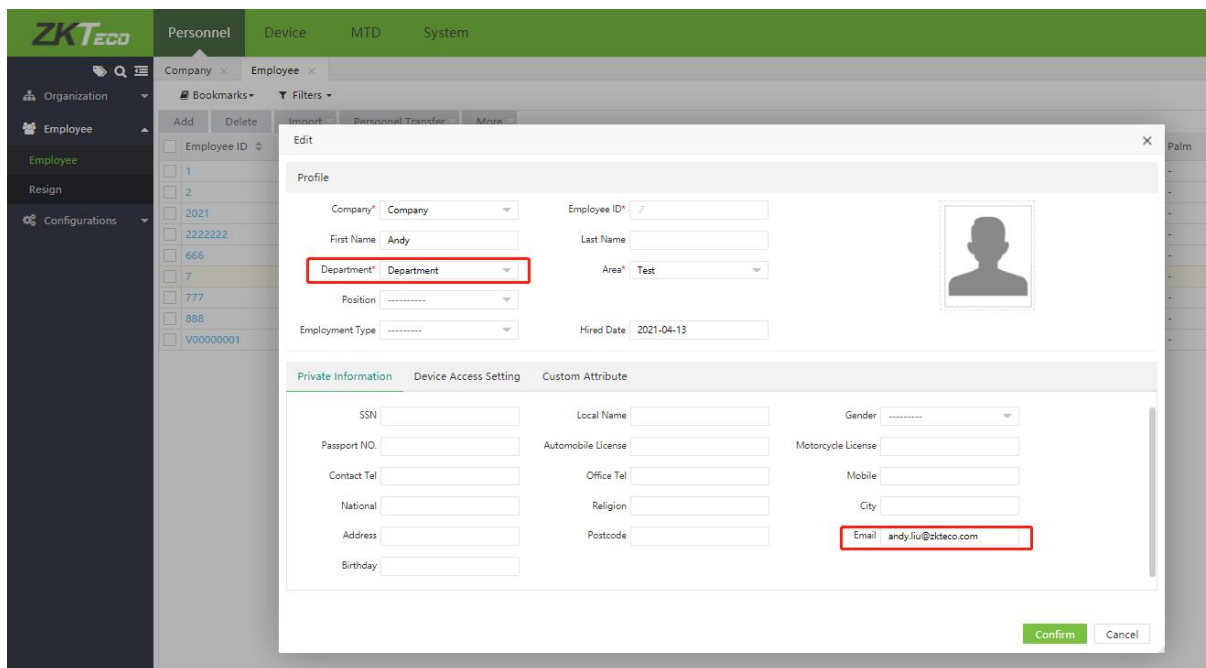 ZKTeco Personnel Device MTD System
Company × Employee ×
Organization Bookmarks Filters
Employee Add Delete Import Personnel Transfer More
Employee ID Palm
Employee
Resign
Configurations
1 -
2 -
2021 -
2222222 -
666 -
7 -
777 -
888 -
V00000001 -
Edit ×
Profile
Company* Company Employee ID* 7
First Name Andy Last Name
Department* Department Area* Test
Position ----------
Employment Type --------- Hired Date 2021-04-13
Private Information Device Access Setting Custom Attribute
SSN Local Name Gender ---------
Passport NO. Automobile License Motorcycle License
Contact Tel Office Tel Mobile
National Religion City
Address Postcode Email andy.liu@zkteco.com
Birthday
Confirm Cancel